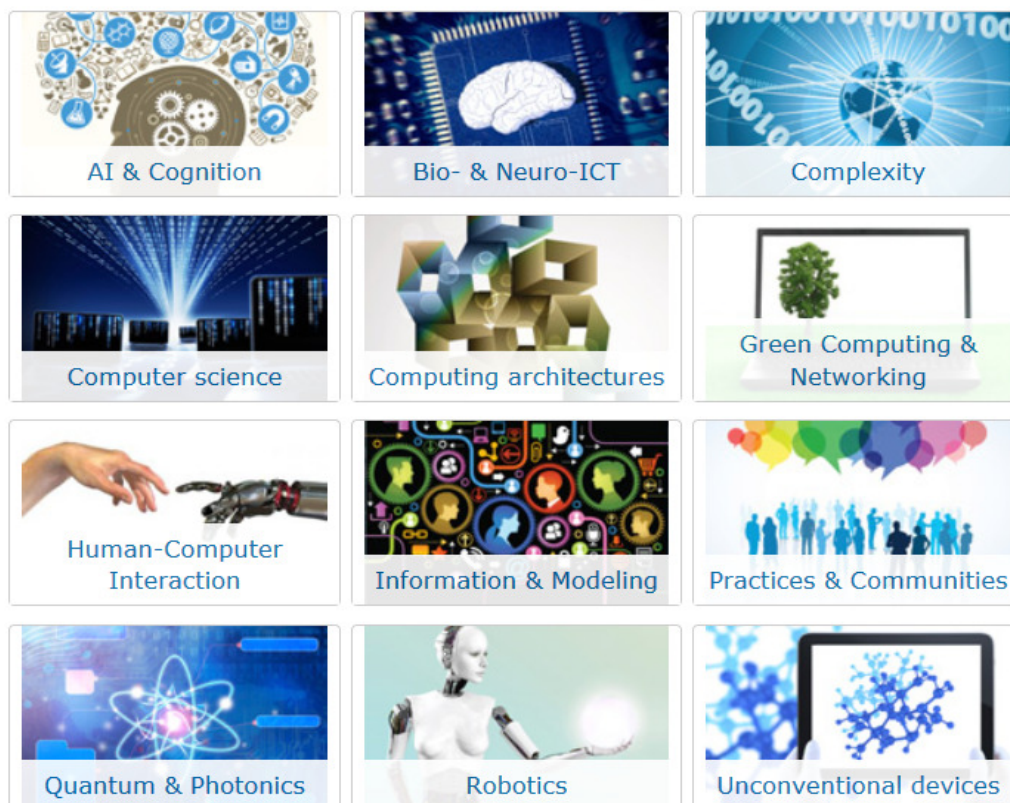 AI & Cognition
Bio- & Neuro-ICT
Complexity
Computer science
Computing architectures
Green Computing &
Networking
Human-Computer
Interaction
Information & Modeling
Practices & Communities
Quantum & Photonics
Robotics
Unconventional devices